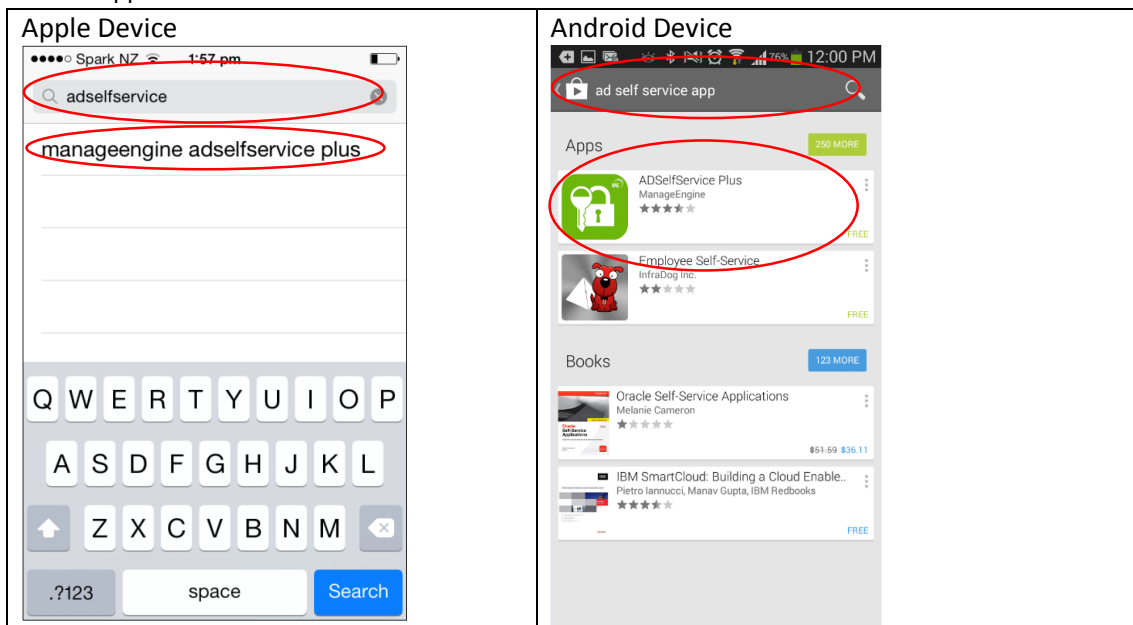 Apple Device
Spark NZ 1:57 pm
adselfservice
manageengine adselfservice plus
Q W E R T Y U I O P
A S D F G H J K L
Z X C V B N M
.?123 space Search
Android Device
76% 12:00 PM
ad self service app
Apps 250 MORE
ADSelfService Plus
ManageEngine
FREE
Employee Self-Service
InfraDog Inc.
FREE
Books 123 MORE
Oracle Self-Service Applications
Melanie Cameron
$51.59 $36.11
IBM SmartCloud: Building a Cloud Enable..
Pietro Iannucci, Manav Gupta, IBM Redbooks
FREE